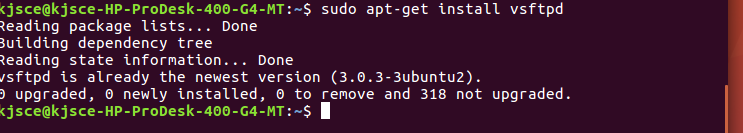 kjsce@kjsce-HP-ProDesk-400-G4-MT:~$ sudo apt-get install vsftpd
Reading package lists... Done
Building dependency tree
Reading state information... Done
vsftpd is already the newest version (3.0.3-3ubuntu2).
0 upgraded, 0 newly installed, 0 to remove and 318 not upgraded.
kjsce@kjsce-HP-ProDesk-400-G4-MT:~$